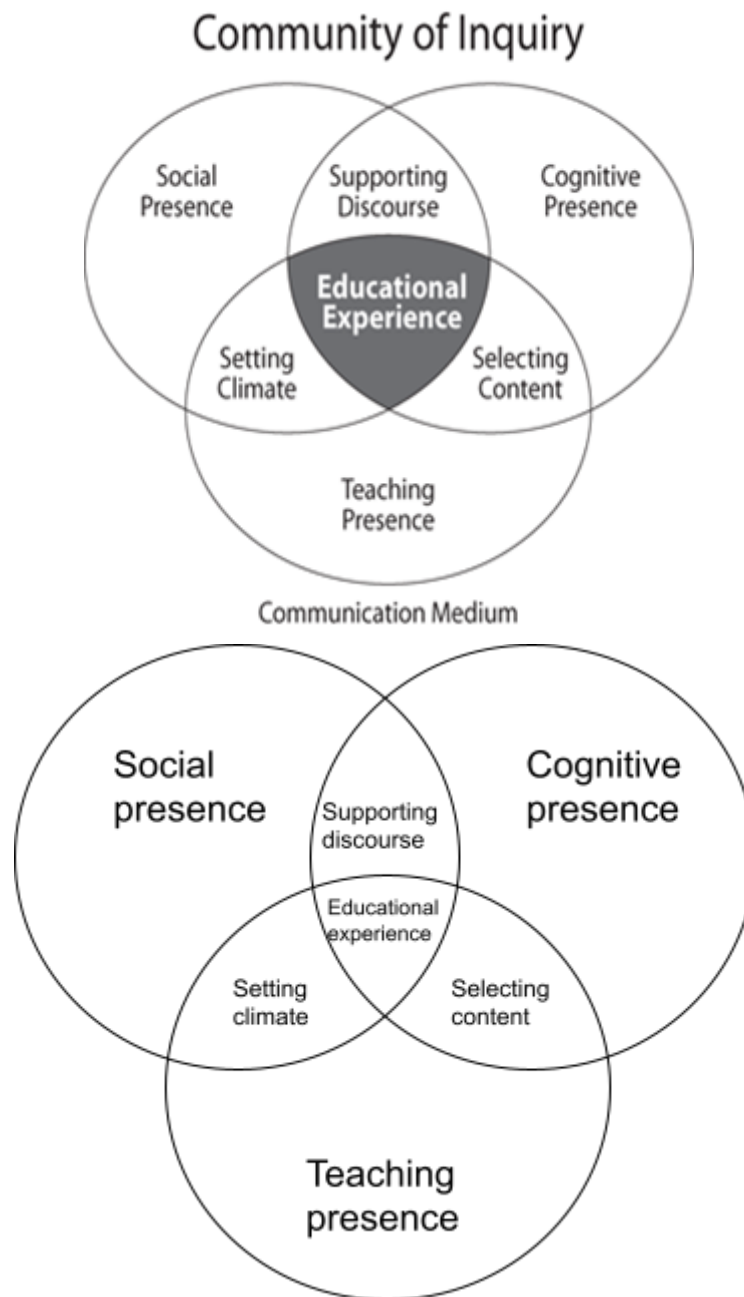 Community of Inquiry
Social
Presence
Supporting
Discourse
Cognitive
Presence
Educational
Experience
Setting
Climate
Selecting
Content
Teaching
Presence
Communication Medium
Social
presence
Cognitive
presence
Supporting
discourse
Educational
experience
Setting
climate
Selecting
content
Teaching
presence